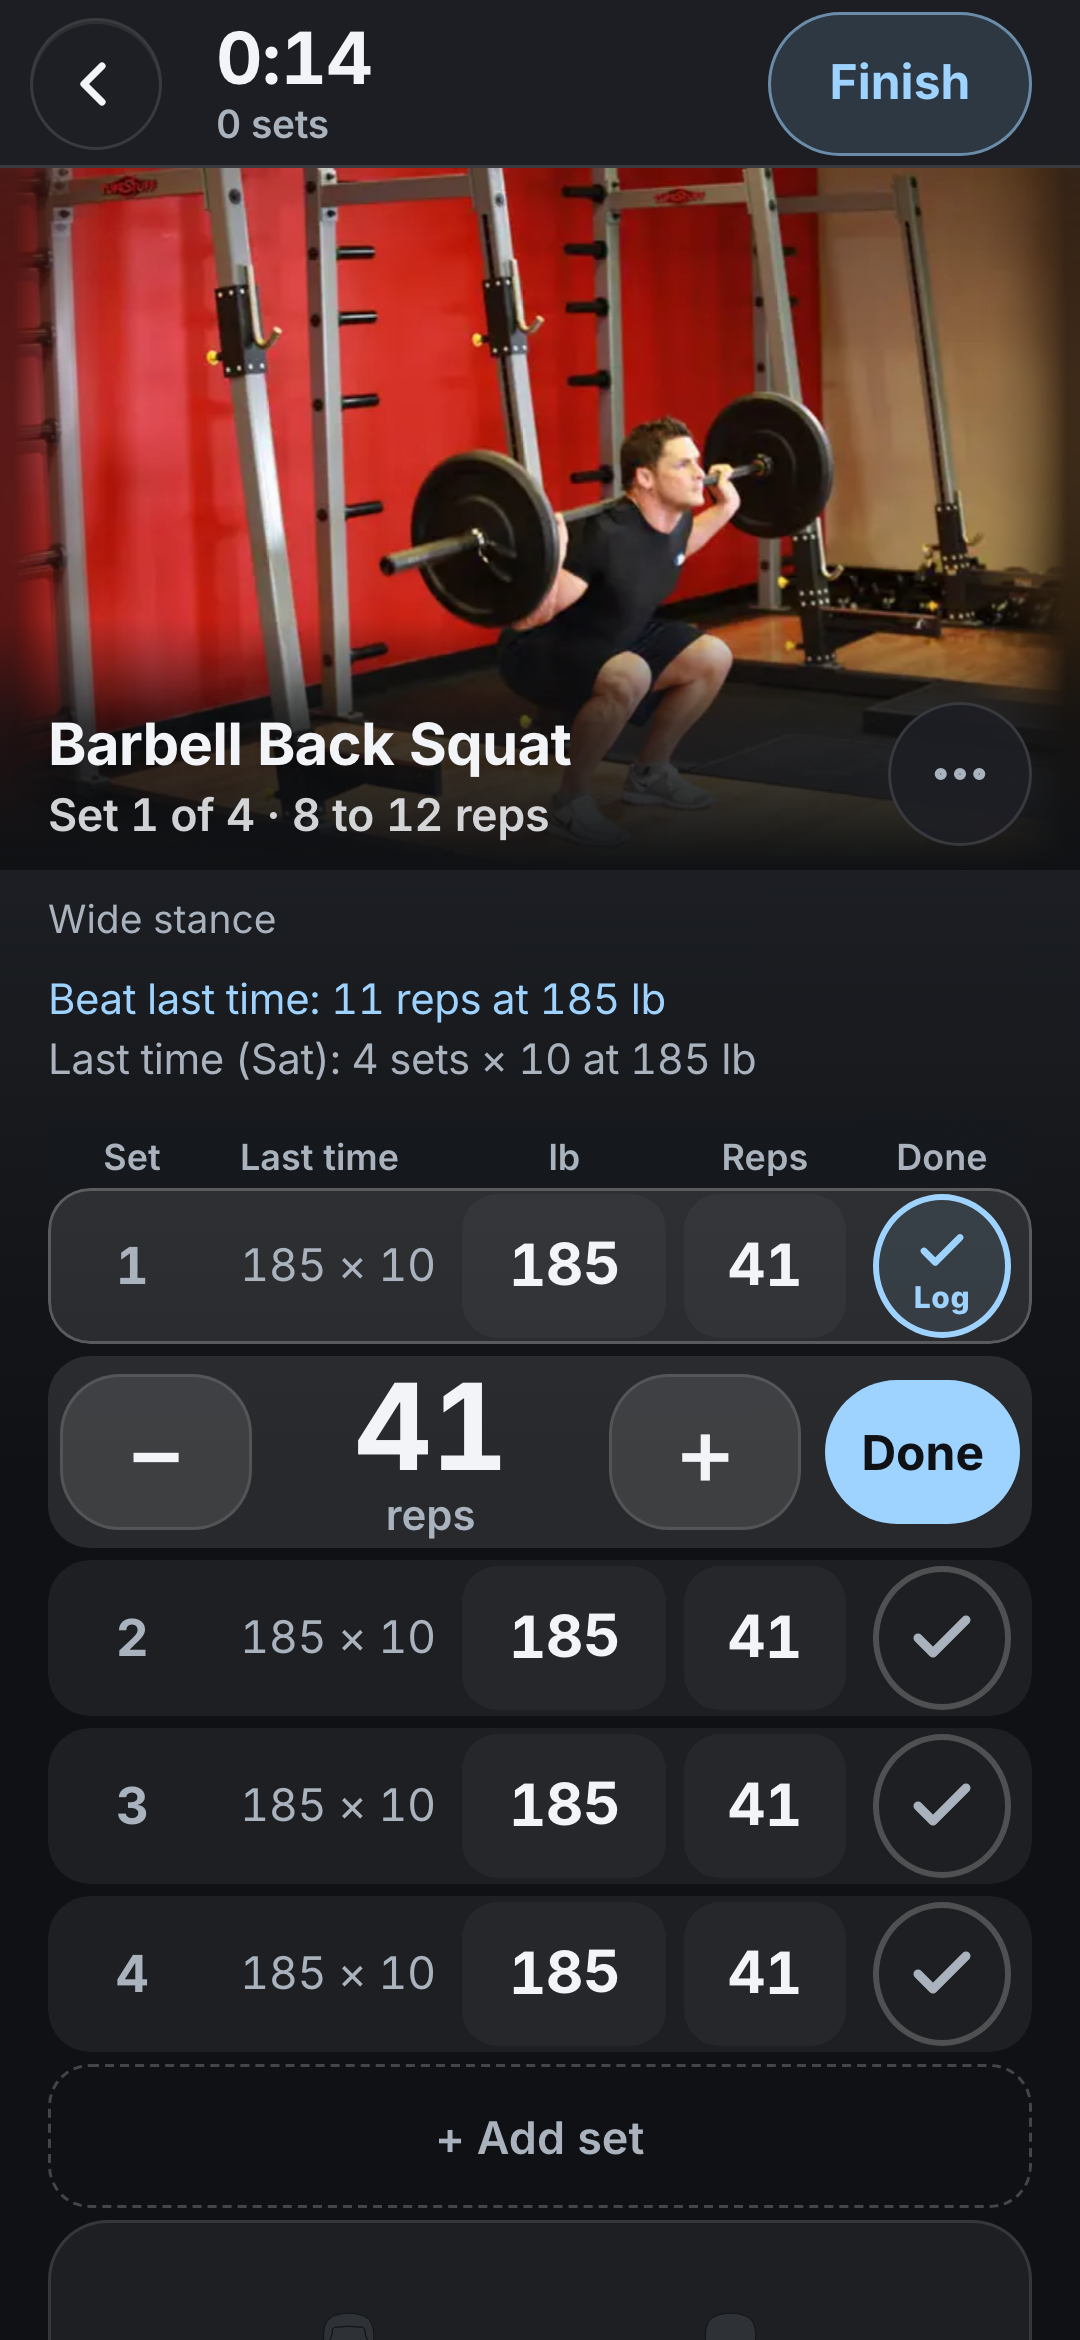 0:14
0 sets
Finish
Barbell Back Squat
Set 1 of 4 · 8 to 12 reps
Wide stance
Beat last time: 11 reps at 185 lb
Last time (Sat): 4 sets × 10 at 185 lb
Set Last time lb Reps Done
1 185 × 10 185 41 Log
− 41 + Done
reps
2 185 × 10 185 41
3 185 × 10 185 41
4 185 × 10 185 41
+ Add set